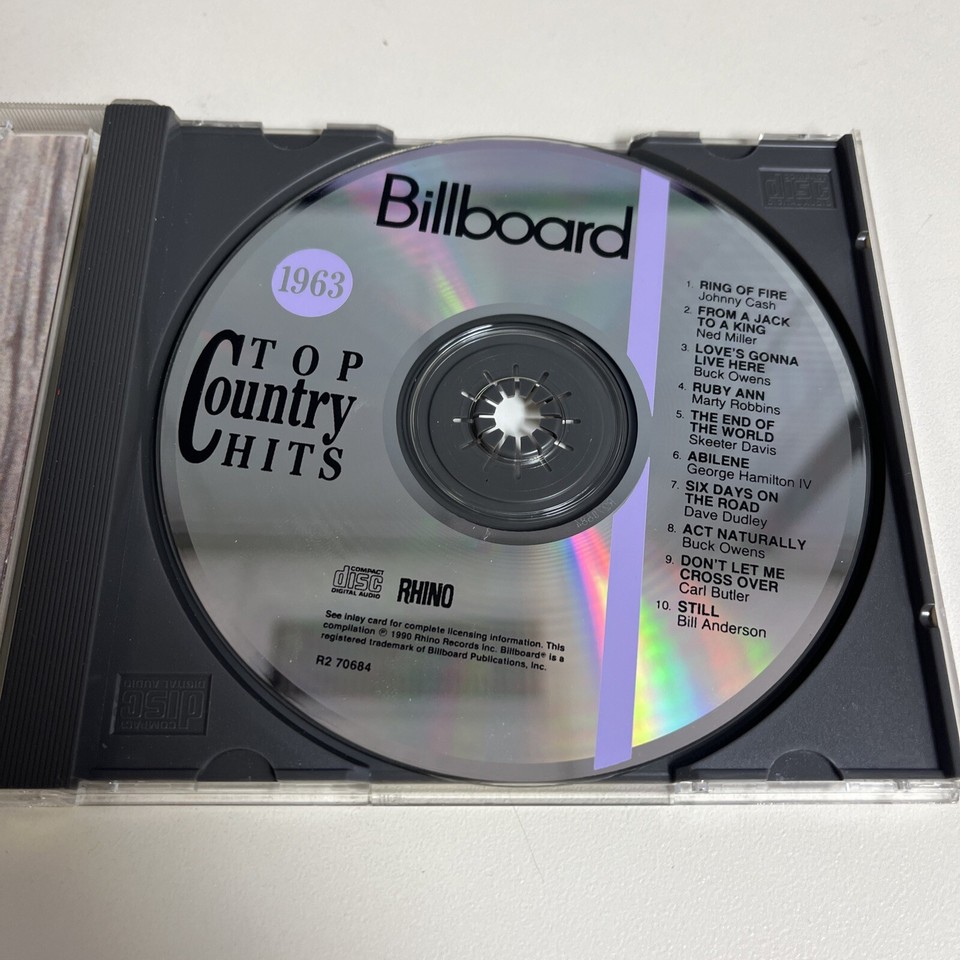 Billboard
1963
TOP
Country
HITS
1. RING OF FIRE
Johnny Cash
2. FROM A JACK
TO A KING
Ned Miller
3. LOVE'S GONNA
LIVE HERE
Buck Owens
4. RUBY ANN
Marty Robbins
5. THE END OF
THE WORLD
Skeeter Davis
6. ABILENE
George Hamilton IV
7. SIX DAYS ON
THE ROAD
Dave Dudley
8. ACT NATURALLY
Buck Owens
9. DON'T LET ME
CROSS OVER
Carl Butler
10. STILL
Bill Anderson
COMPACT
disc
DIGITAL AUDIO
RHINO
See inlay card for complete licensing information. This
compilation ℗ 1990 Rhino Records Inc. Billboard® is a
registered trademark of Billboard Publications, Inc.
R2 70684
COMPACT
disc
DIGITAL AUDIO
disc